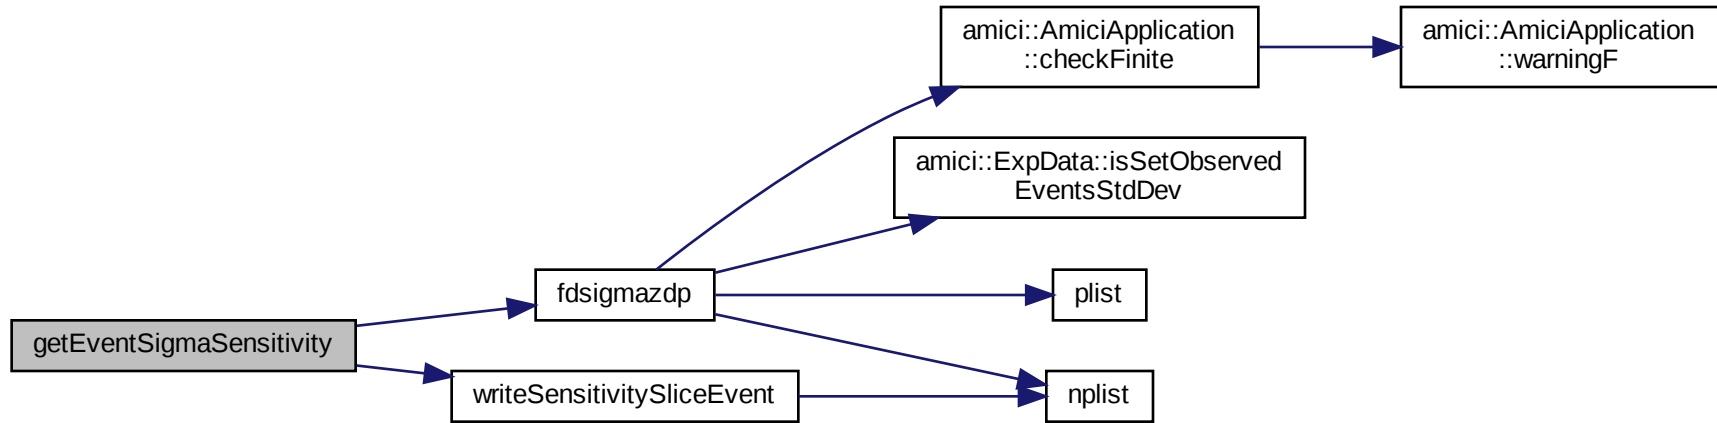 amici::AmiciApplication
::checkFinite
amici::AmiciApplication
::warningF
amici::ExpData::isSetObserved
EventsStdDev
fdsigmazdp
plist
getEventSigmaSensitivity
writeSensitivitySliceEvent
nplist